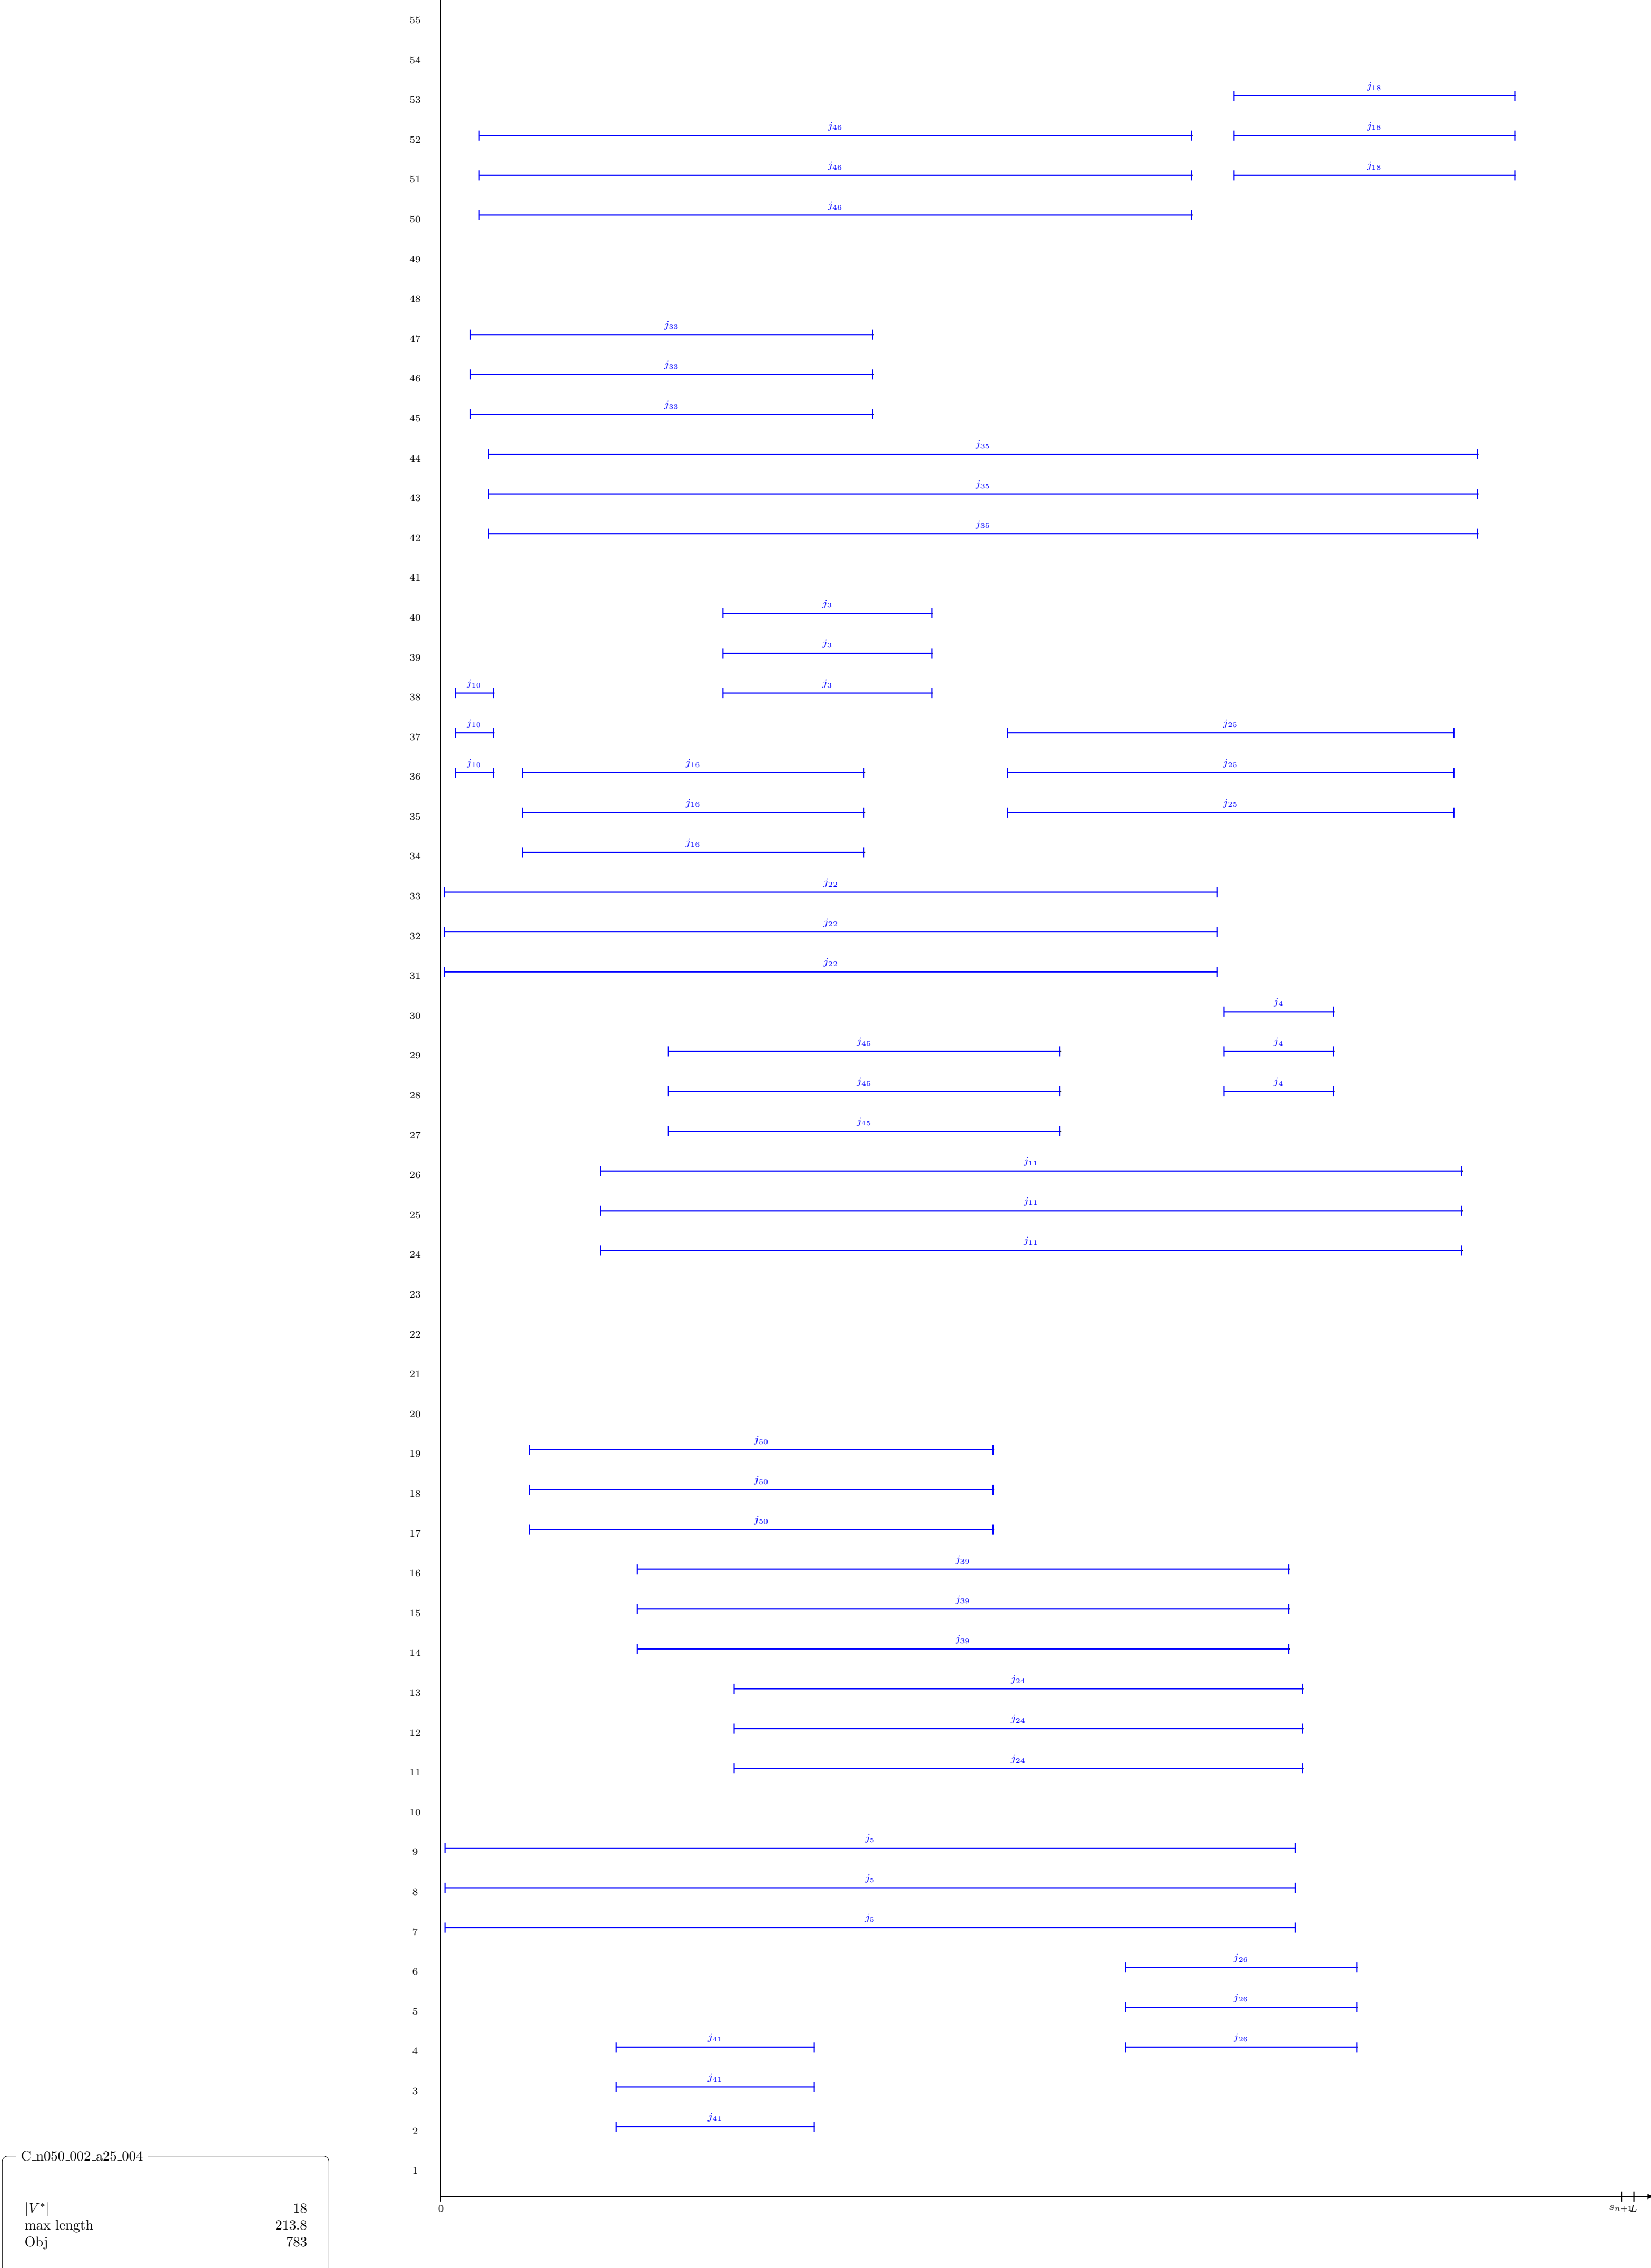 55
54
j18
53
j46 j18
52
j46 j18
51
j46
50
49
48
j33
47
j33
46
j33
45
j35
44
j35
43
j35
42
41
j3
40
j3
39
j10 j3
38
j10 j25
37
j10 j16 j25
36
j16 j25
35
j16
34
j22
33
j22
32
j22
31
j4
30
j45 j4
29
j45 j4
28
j45
27
j11
26
j11
25
j11
24
23
22
21
20
j50
19
j50
18
j50
17
j39
16
j39
15
j39
14
j24
13
j24
12
j24
11
10
j5
9
j5
8
j5
7
j26
6
j26
5
j41 j26
4
j41
3
j41
2
C_n050_002_a25_004
1
|V*| 18
0 L
max length 213.8
Obj 783